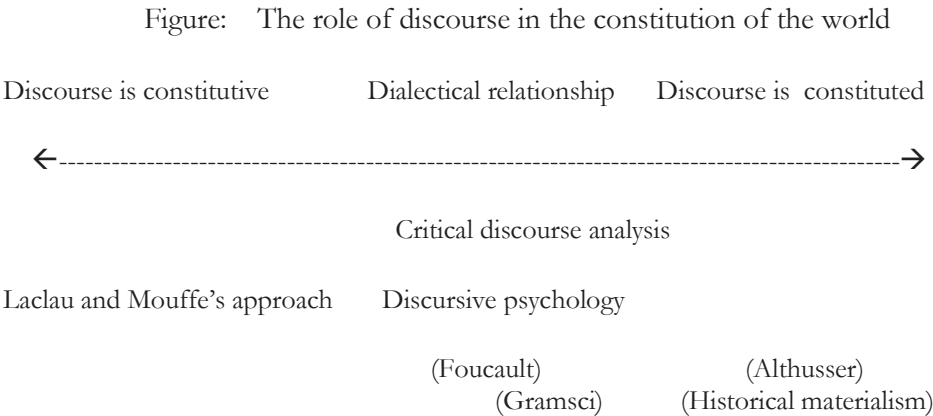 Figure: The role of discourse in the constitution of the world
Discourse is constitutive Dialectical relationship Discourse is constituted
←--------------------------------------------------------------------------------------------------→
Critical discourse analysis
Laclau and Mouffe’s approach Discursive psychology
(Foucault) (Althusser)
(Gramsci) (Historical materialism)